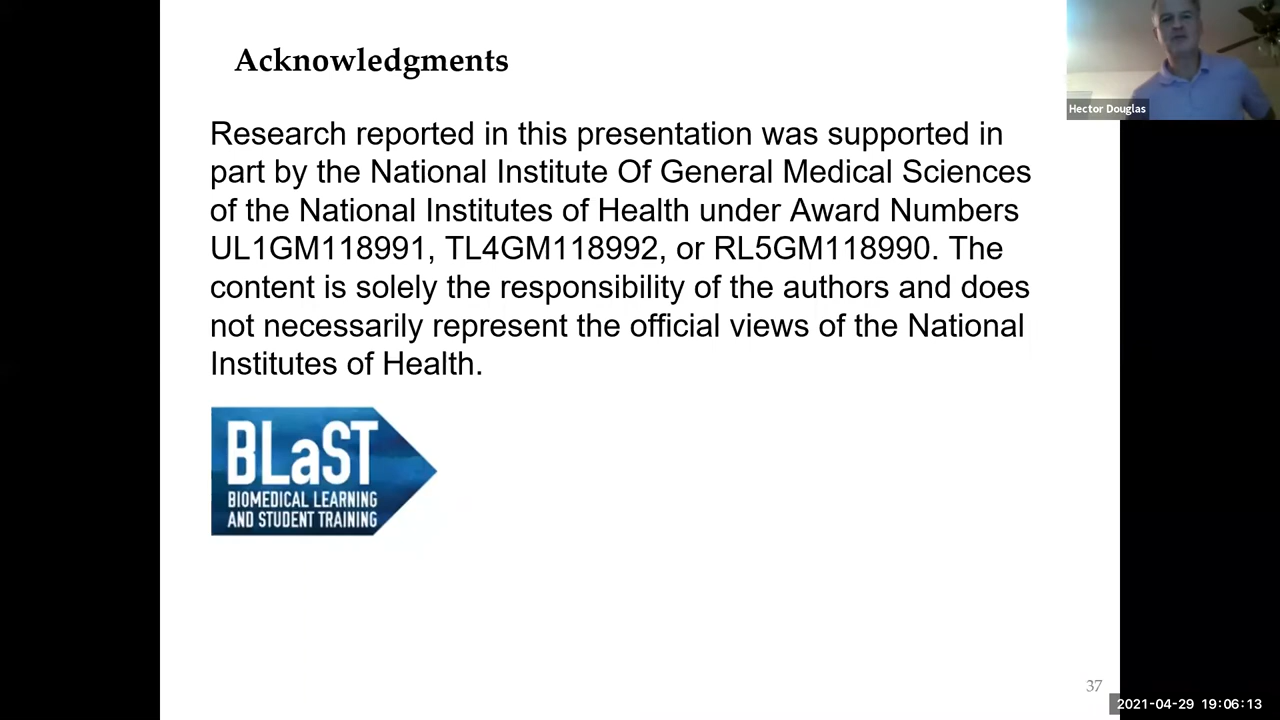 Acknowledgments
Hector Douglas
Research reported in this presentation was supported in
part by the National Institute Of General Medical Sciences
of the National Institutes of Health under Award Numbers
UL1GM118991, TL4GM118992, or RL5GM118990. The
content is solely the responsibility of the authors and does
not necessarily represent the official views of the National
Institutes of Health.
BLaST
BIOMEDICAL LEARNING
AND STUDENT TRAINING
37
2021-04-29 19:06:13